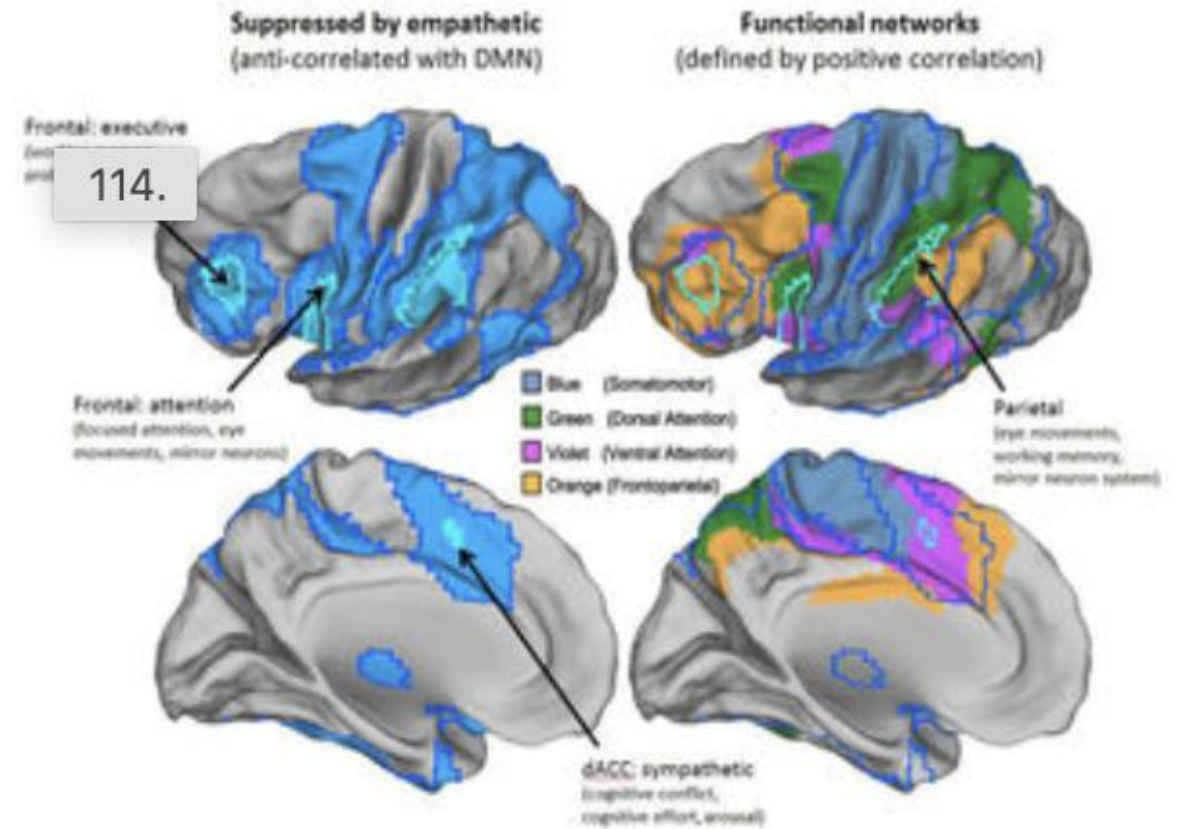 Suppressed by empathetic
(anti-correlated with DMN)
Functional networks
(defined by positive correlation)
Frontal: executive
114.
Frontal: attention
(focused attention, eye
movements, mirror neurons)
Blue (Somatomotor)
Green (Dorsal Attention)
Violet (Ventral Attention)
Orange (Frontoparietal)
Parietal
(eye movements,
working memory,
mirror neuron system)
dACC: sympathetic
(cognitive conflict,
cognitive effort, arousal)